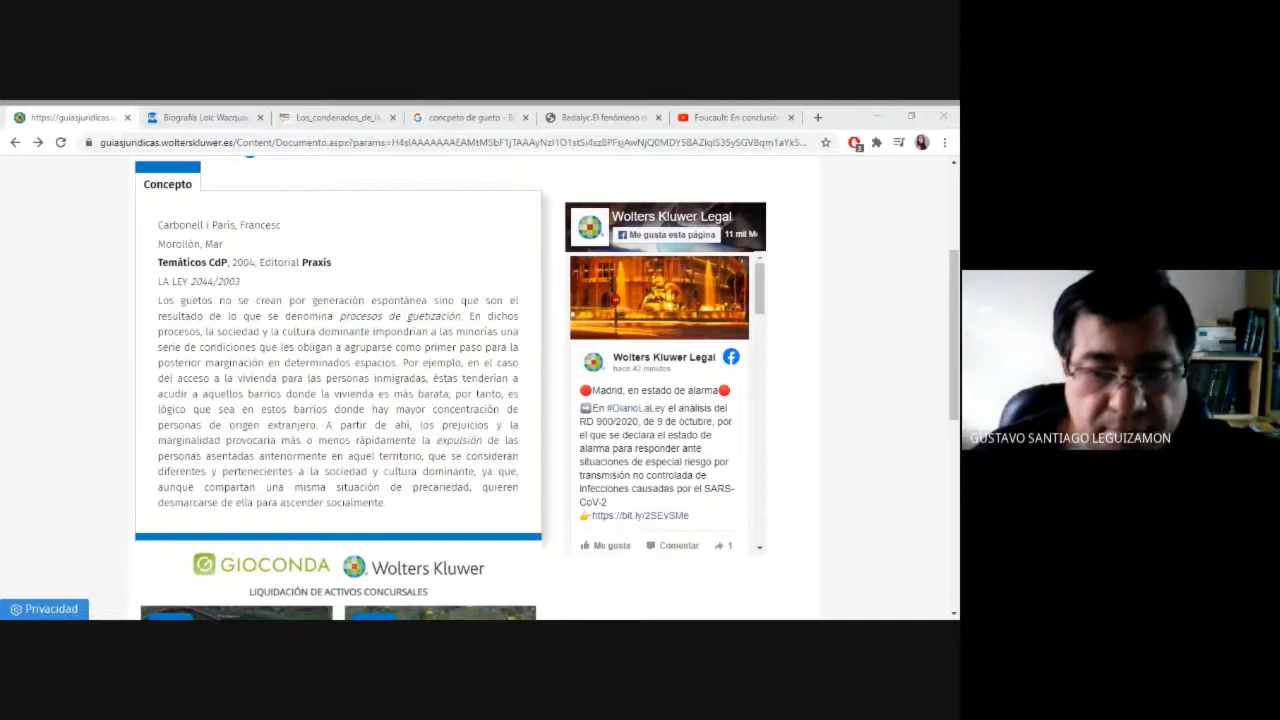 https://guiasjuridicas.w
Biografía Loic Wacquan
Los_condenados_de_la
concpeto de gueto - B
Redalyc.El fenómeno d
Foucault: En conclusión
guiasjuridicas.wolterskluwer.es/Content/Documento.aspx?params=
Concepto
Carbonell i París, Francesc
Morollón, Mar
Temáticos CdP, 2004, Editorial Praxis
LA LEY 2044/2003
Los guetos no se crean por generación espontánea sino que son el
resultado de lo que se denomina procesos de guetización. En dichos
procesos, la sociedad y la cultura dominante impondrían a las minorías una
serie de condiciones que les obligan a agruparse como primer paso para la
posterior marginación en determinados espacios. Por ejemplo, en el caso
del acceso a la vivienda para las personas inmigradas, éstas tenderían a
acudir a aquellos barrios donde la vivienda es más barata; por tanto, es
lógico que sea en estos barrios donde hay mayor concentración de
personas de origen extranjero. A partir de ahí, los prejuicios y la
marginalidad provocaría más o menos rápidamente la expulsión de las
personas asentadas anteriormente en aquel territorio, que se consideran
diferentes y pertenecientes a la sociedad y cultura dominante, ya que,
aunque compartan una misma situación de precariedad, quieren
desmarcarse de ella para ascender socialmente.
GIOCONDA
Wolters Kluwer
LIQUIDACIÓN DE ACTIVOS CONCURSALES
Privacidad
Wolters Kluwer Legal
Me gusta esta página
11 mil M
Wolters Kluwer Legal
hace 42 minutos
🔴Madrid, en estado de alarma🔴
➡️En #DiarioLaLey el análisis del
RD 900/2020, de 9 de octubre, por
el que se declara el estado de
alarma para responder ante
situaciones de especial riesgo por
transmisión no controlada de
infecciones causadas por el SARS-
CoV-2
👉https://bit.ly/2SEvSMe
Me gusta
Comentar
1
GUSTAVO SANTIAGO LEGUIZAMON